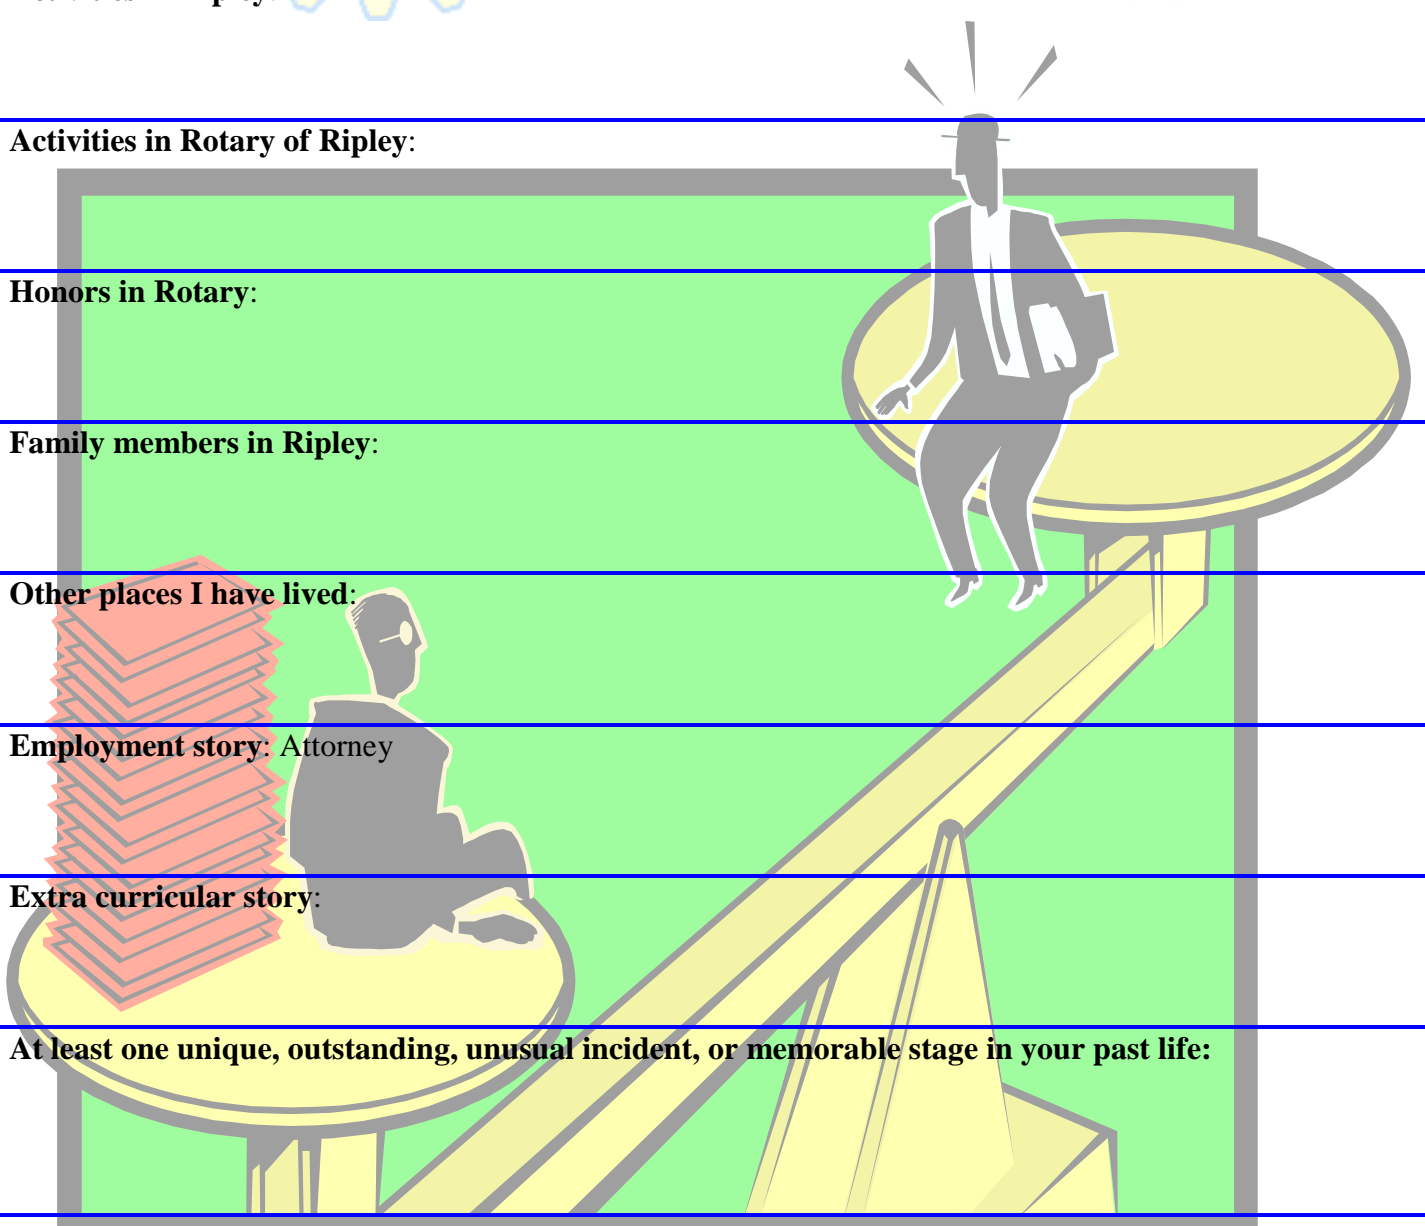 Activities in Rotary of Ripley:
Honors in Rotary:
Family members in Ripley:
Other places I have lived:
Employment story: Attorney
Extra curricular story:
At least one unique, outstanding, unusual incident, or memorable stage in your past life: